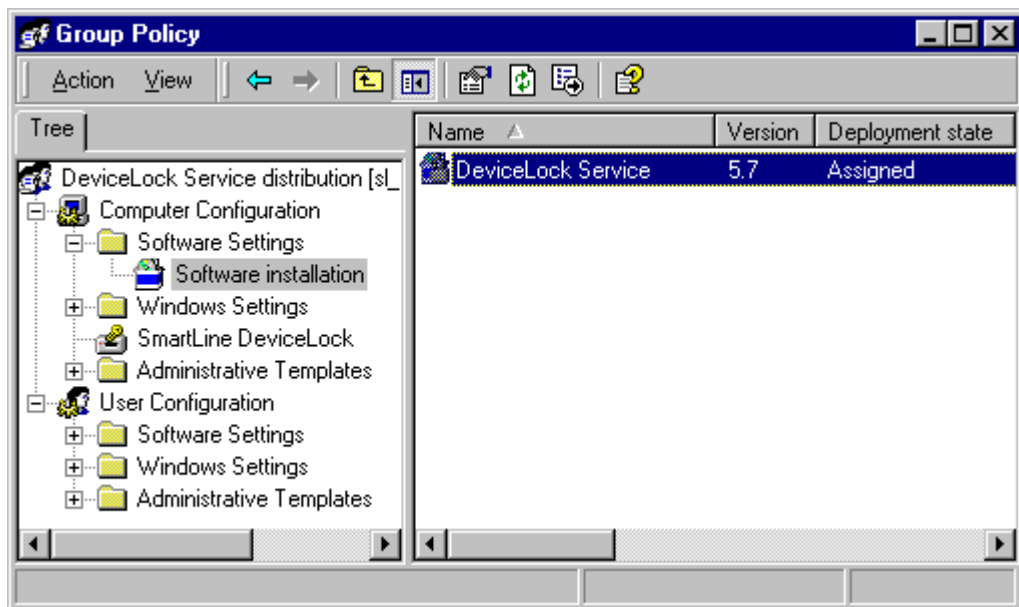 Group Policy
Action View
Tree
Name Version Deployment state
DeviceLock Service 5.7 Assigned
DeviceLock Service distribution [sl_
Computer Configuration
Software Settings
Software installation
Windows Settings
SmartLine DeviceLock
Administrative Templates
User Configuration
Software Settings
Windows Settings
Administrative Templates